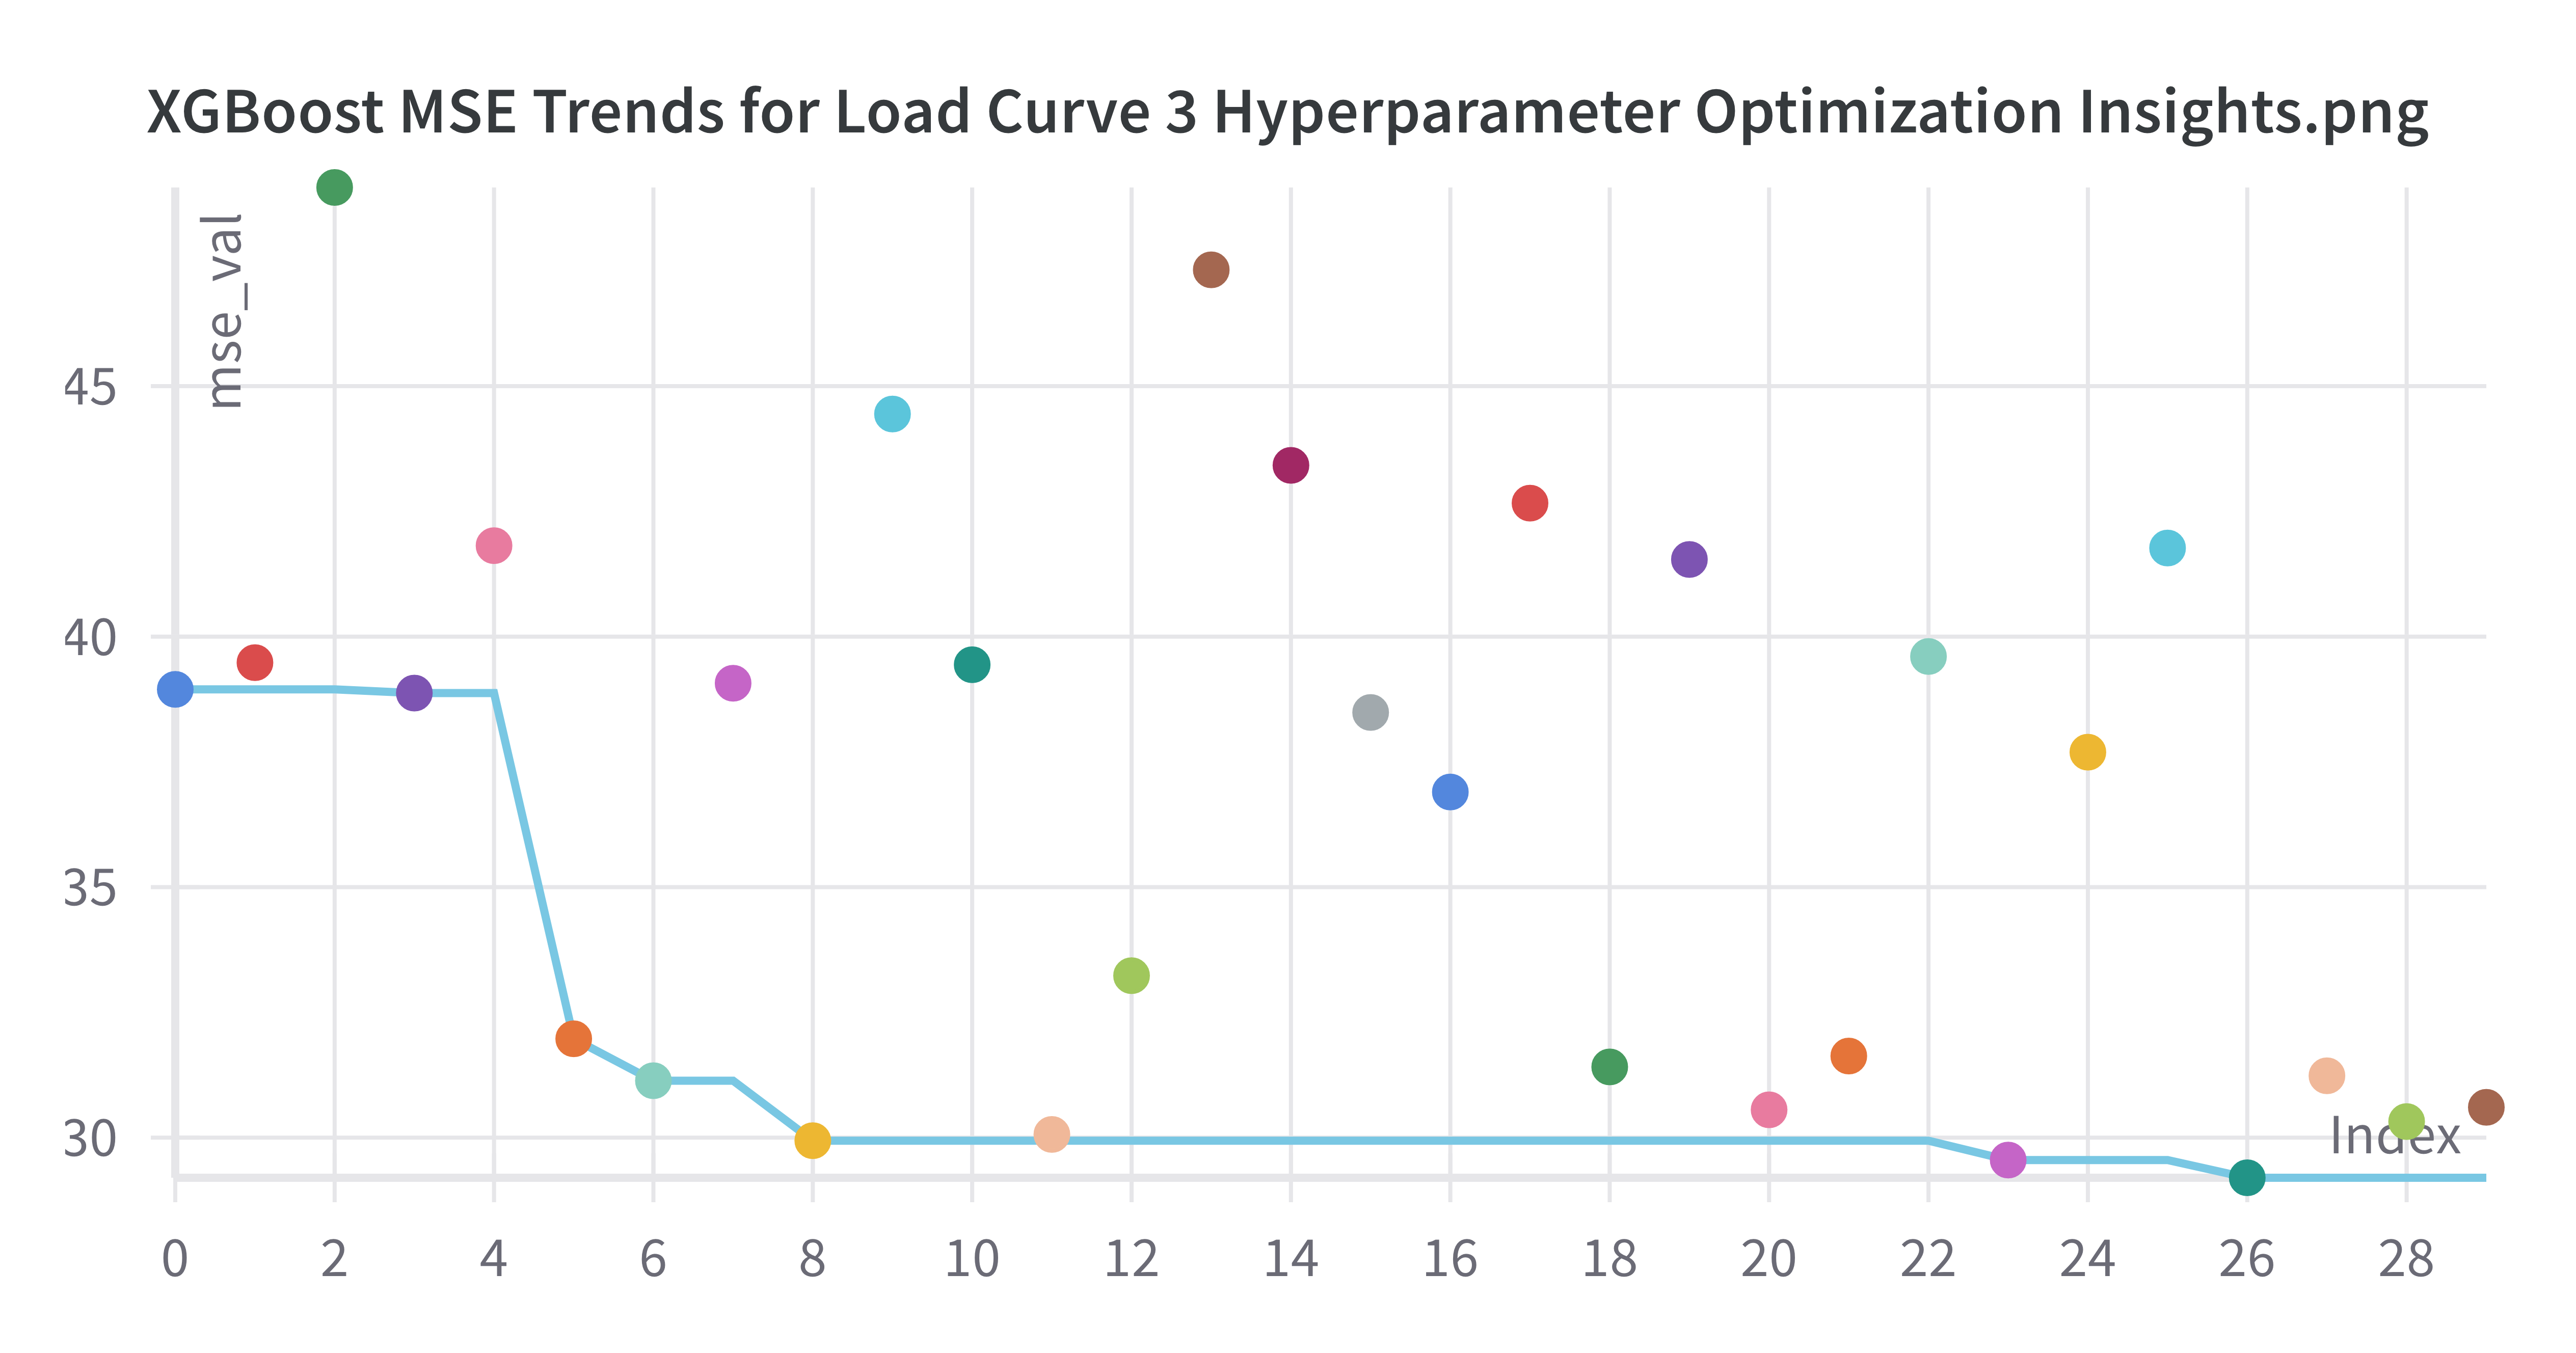 XGBoost MSE Trends for Load Curve 3 Hyperparameter Optimization Insights.png
mse_val
45
40
35
30
Index
0 2 4 6 8 10 12 14 16 18 20 22 24 26 28